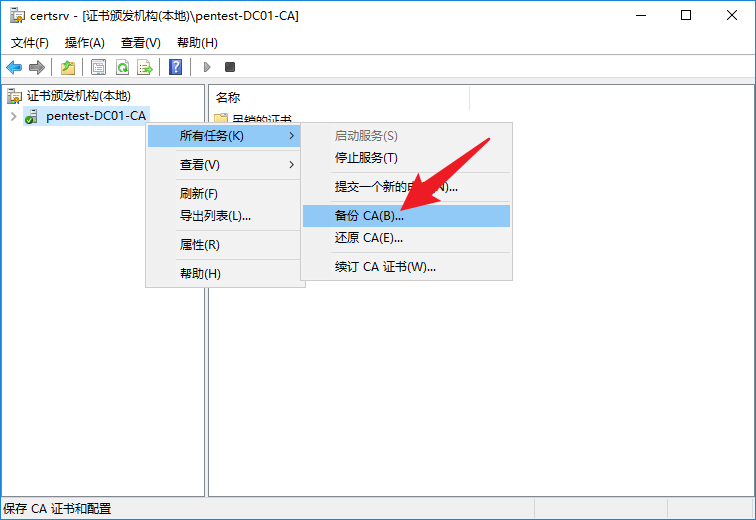 certsrv - [证书颁发机构(本地)\pentest-DC01-CA]
文件(F) 操作(A) 查看(V) 帮助(H)
证书颁发机构(本地)
pentest-DC01-CA
名称
吊销的证书
所有任务(K)
查看(V)
刷新(F)
导出列表(L)...
属性(R)
帮助(H)
启动服务(S)
停止服务(T)
提交一个新的
备份 CA(B)...
还原 CA(E)...
续订 CA 证书(W)...
保存 CA 证书和配置